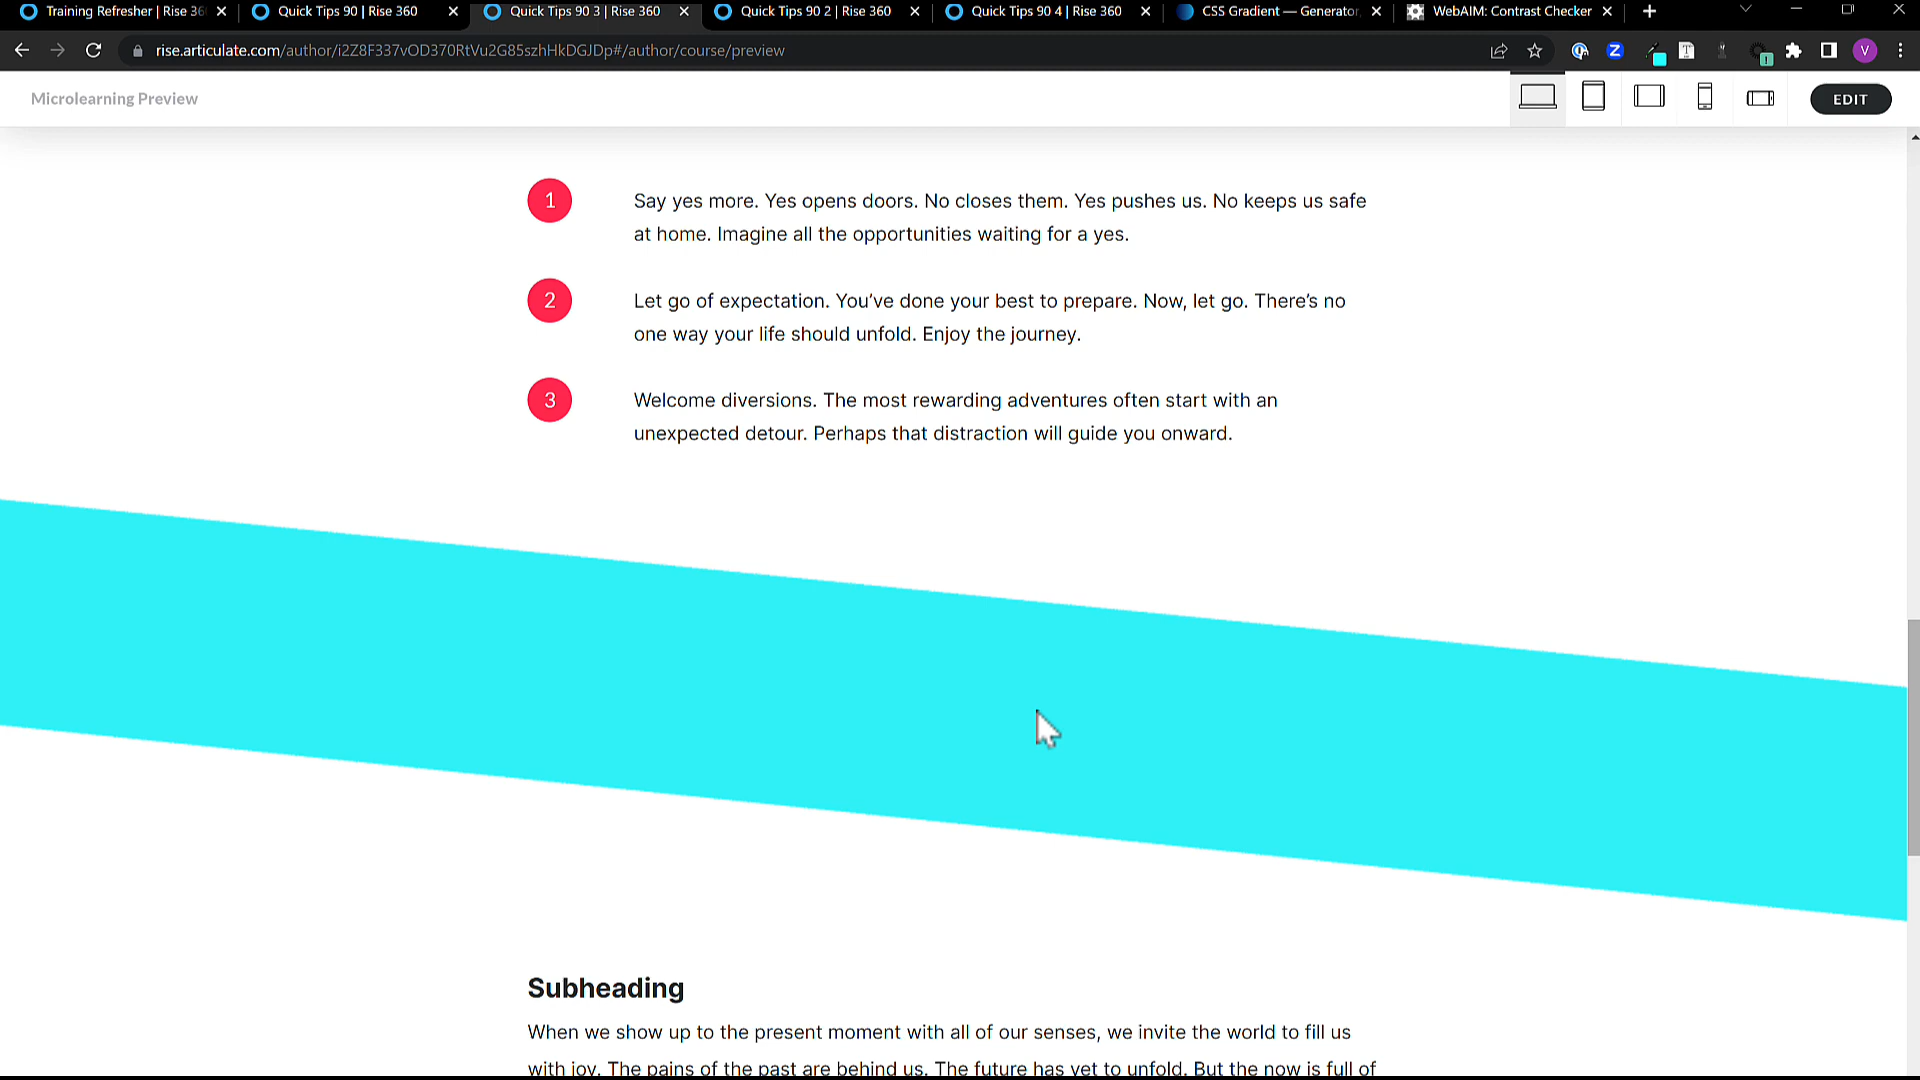 Training Refresher | Rise 36
Quick Tips 90 | Rise 360
Quick Tips 90 3 | Rise 360
Quick Tips 90 2 | Rise 360
Quick Tips 90 4 | Rise 360
CSS Gradient — Generator
WebAIM: Contrast Checker
rise.articulate.com/author/i2Z8F337vOD370RtVu2G85szhHkDGJDp#/author/course/preview
Z
T
V
Microlearning Preview
EDIT
1
Say yes more. Yes opens doors. No closes them. Yes pushes us. No keeps us safe
at home. Imagine all the opportunities waiting for a yes.
2
Let go of expectation. You’ve done your best to prepare. Now, let go. There’s no
one way your life should unfold. Enjoy the journey.
3
Welcome diversions. The most rewarding adventures often start with an
unexpected detour. Perhaps that distraction will guide you onward.
Subheading
When we show up to the present moment with all of our senses, we invite the world to fill us
with joy. The pains of the past are behind us. The future has yet to unfold. But the now is full of